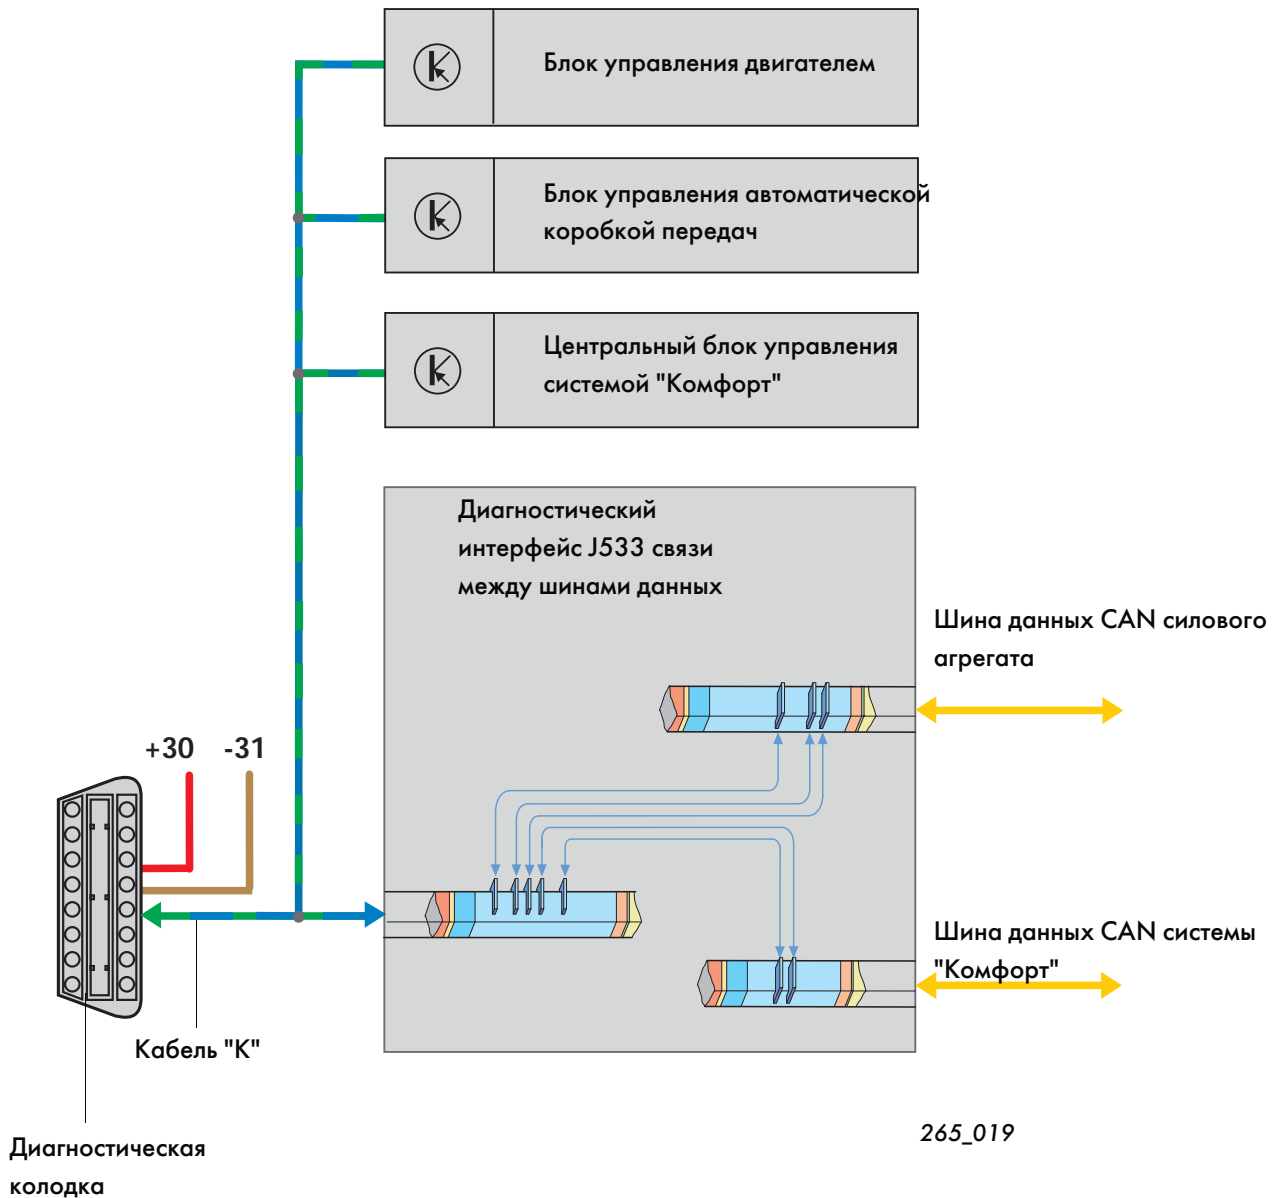 Блок управления двигателем
Блок управления автоматической
коробкой передач
Центральный блок управления
системой "Комфорт"
Диагностический
интерфейс J533 связи
между шинами данных
Шина данных CAN силового
агрегата
+30
-31
Шина данных CAN системы
"Комфорт"
Кабель "К"
Диагностическая
колодка
265_019